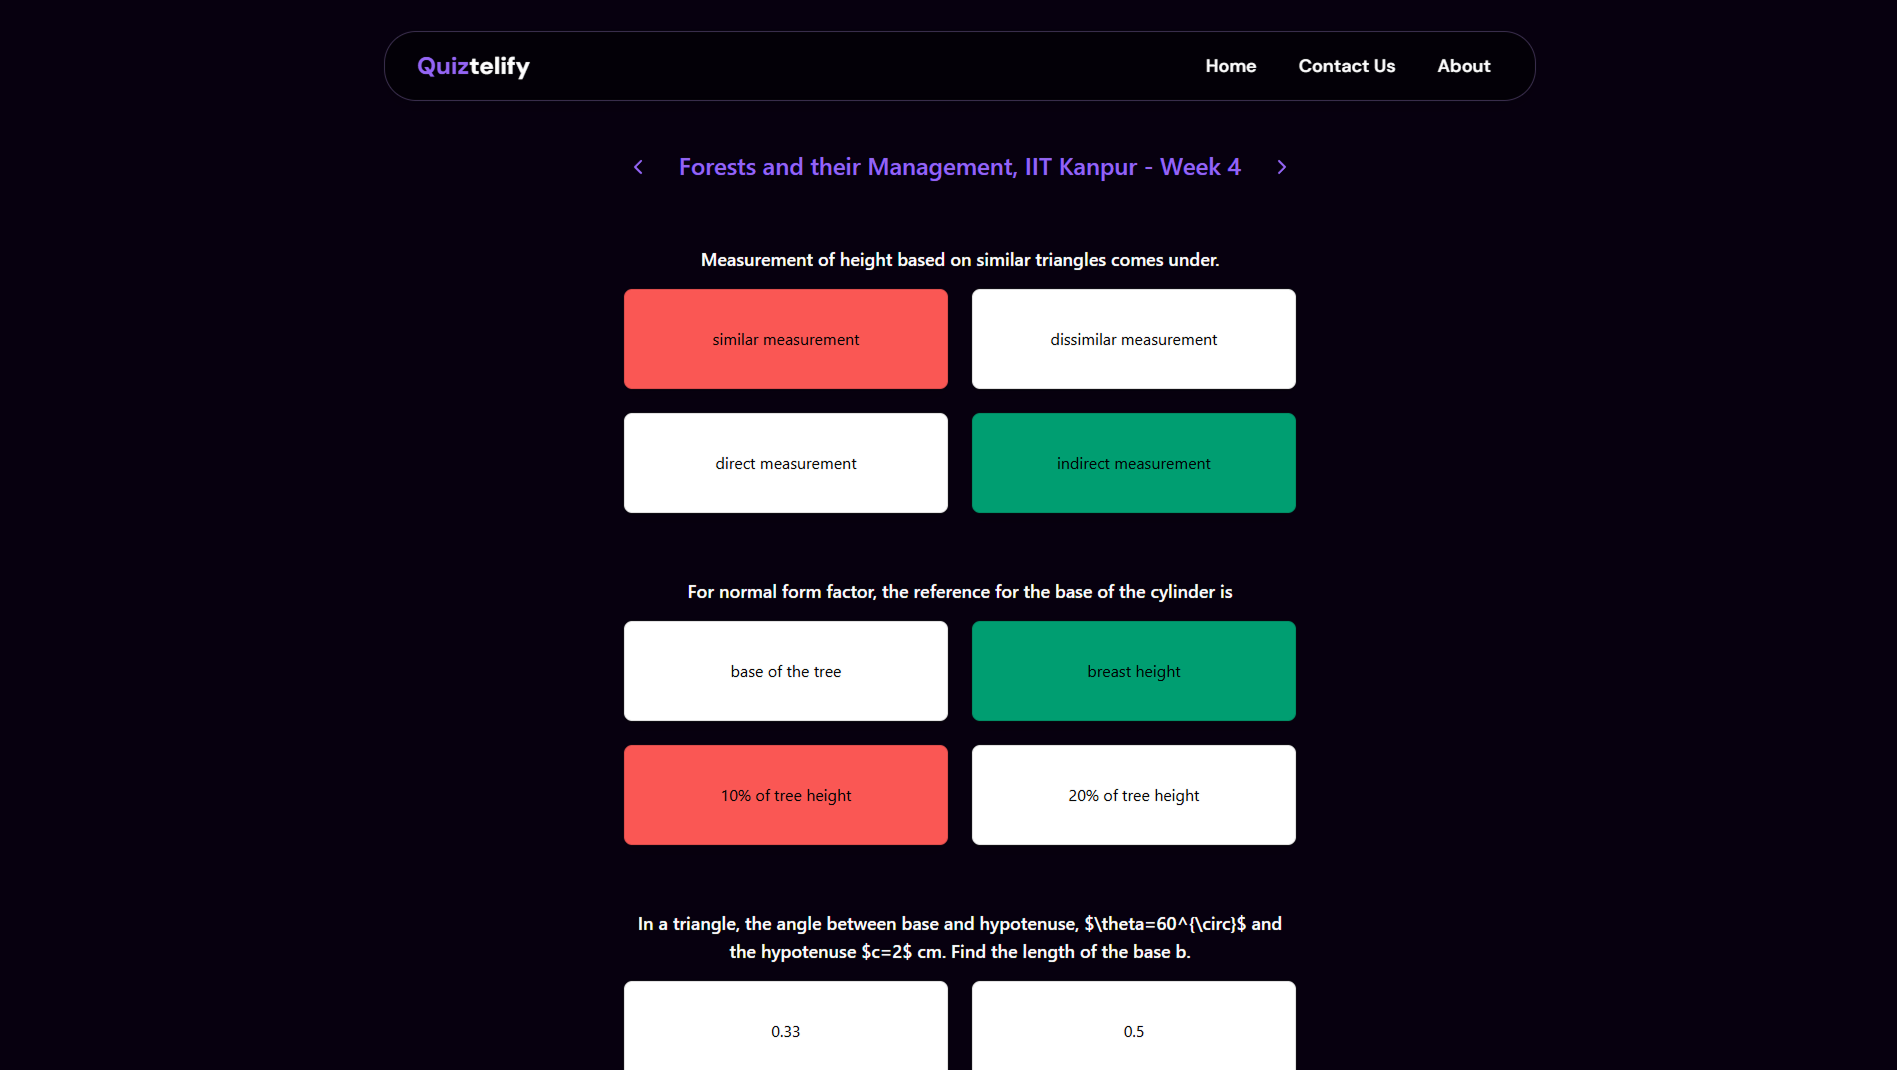 Quiztelify
Home
Contact Us
About
Forests and their Management, IIT Kanpur - Week 4
Measurement of height based on similar triangles comes under.
similar measurement
dissimilar measurement
direct measurement
indirect measurement
For normal form factor, the reference for the base of the cylinder is
base of the tree
breast height
10% of tree height
20% of tree height
In a triangle, the angle between base and hypotenuse, $\theta=60^{\circ}$ and
the hypotenuse $c=2$ cm. Find the length of the base b.
0.33
0.5